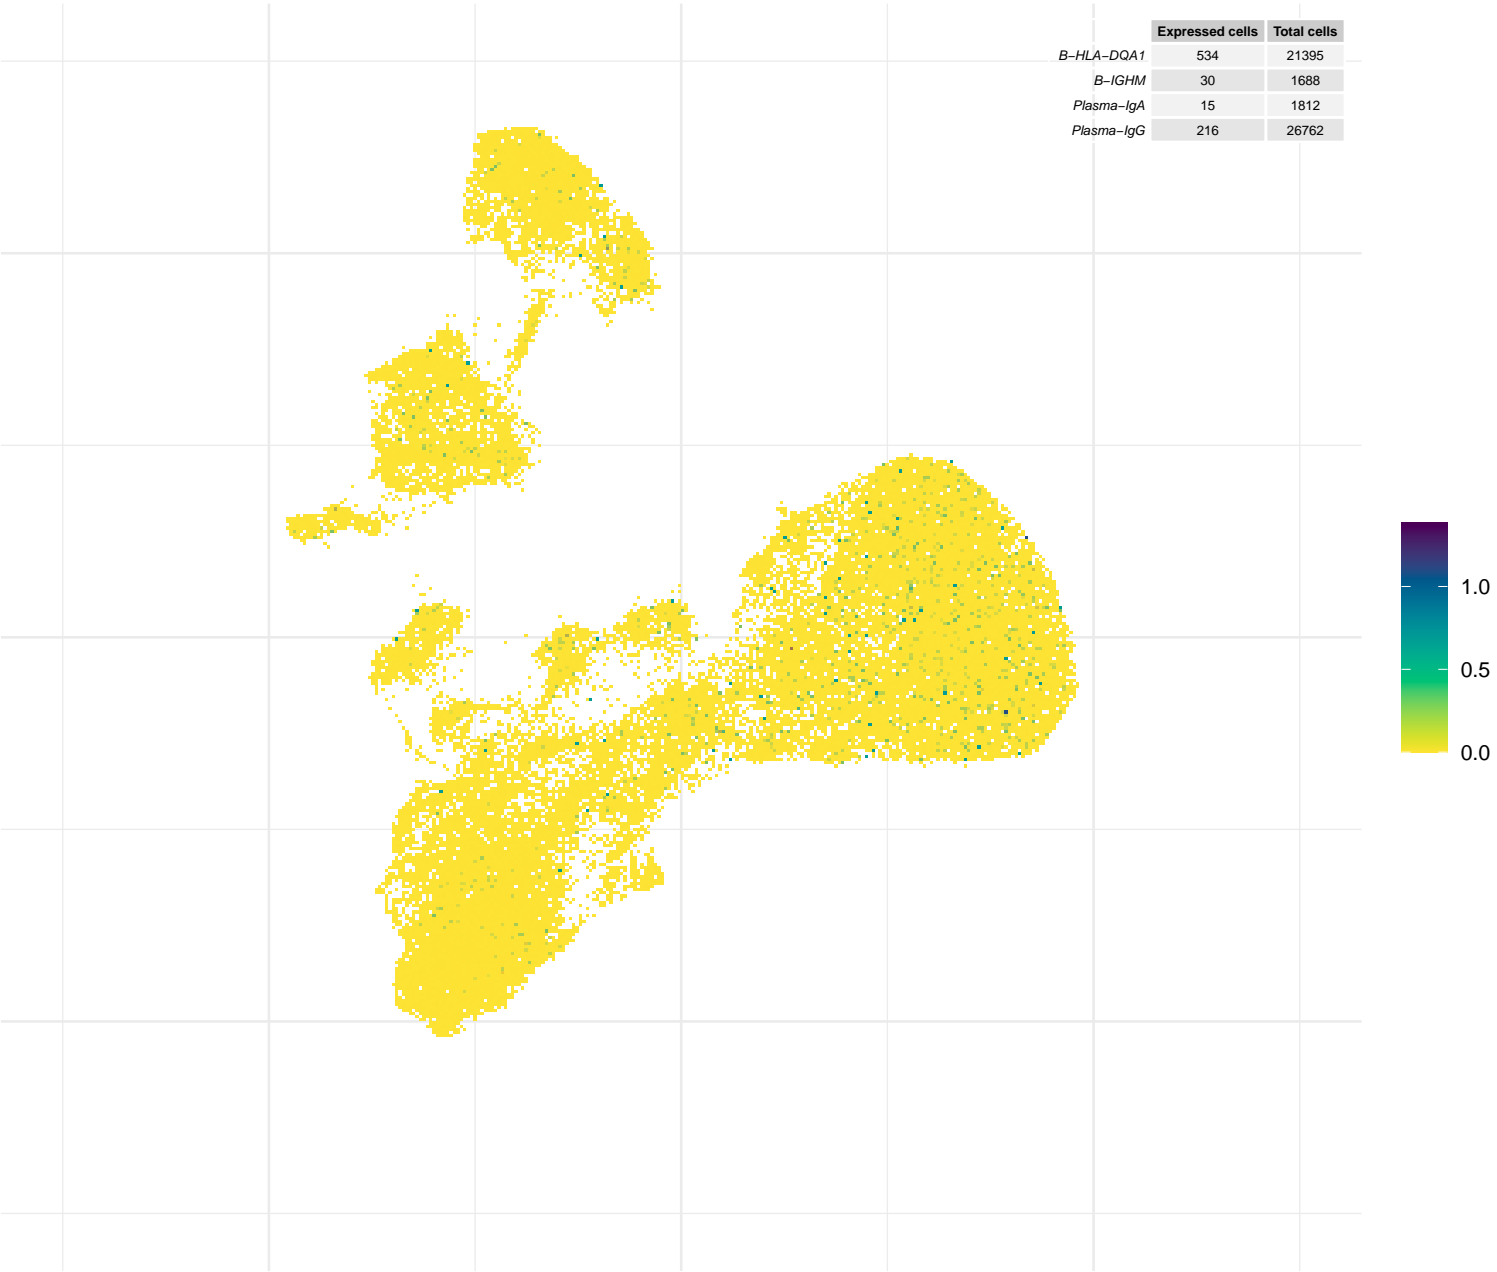 Expressed cells Total cells
B−HLA−DQA1 534 21395
B−IGHM 30 1688
Plasma−IgA 15 1812
Plasma−IgG 216 26762
1.0
0.5
0.0